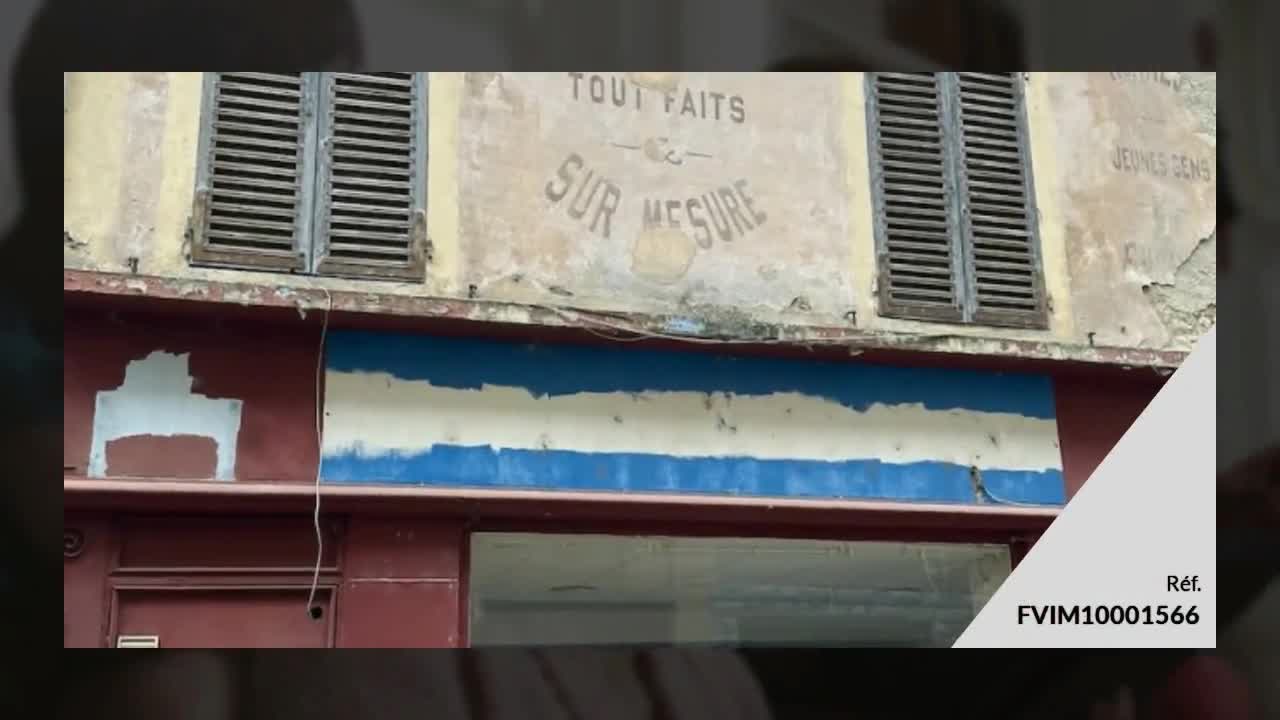 TOUT FAITS
&
SUR MESURE
JEUNES GENS
Réf.
FVIM10001566